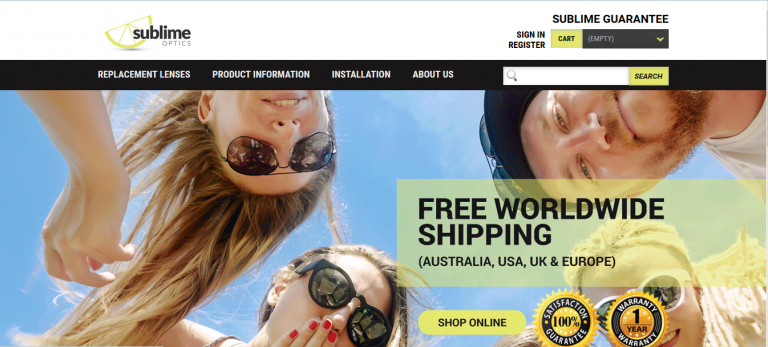 sublime
OPTICS
SUBLIME GUARANTEE
SIGN IN
REGISTER
CART
(EMPTY)
REPLACEMENT LENSES
PRODUCT INFORMATION
INSTALLATION
ABOUT US
SEARCH
FREE WORLDWIDE
SHIPPING
(AUSTRALIA, USA, UK & EUROPE)
SHOP ONLINE
SATISFACTION
100%
GUARANTEE
WARRANTY
1
YEAR
WARRANTY